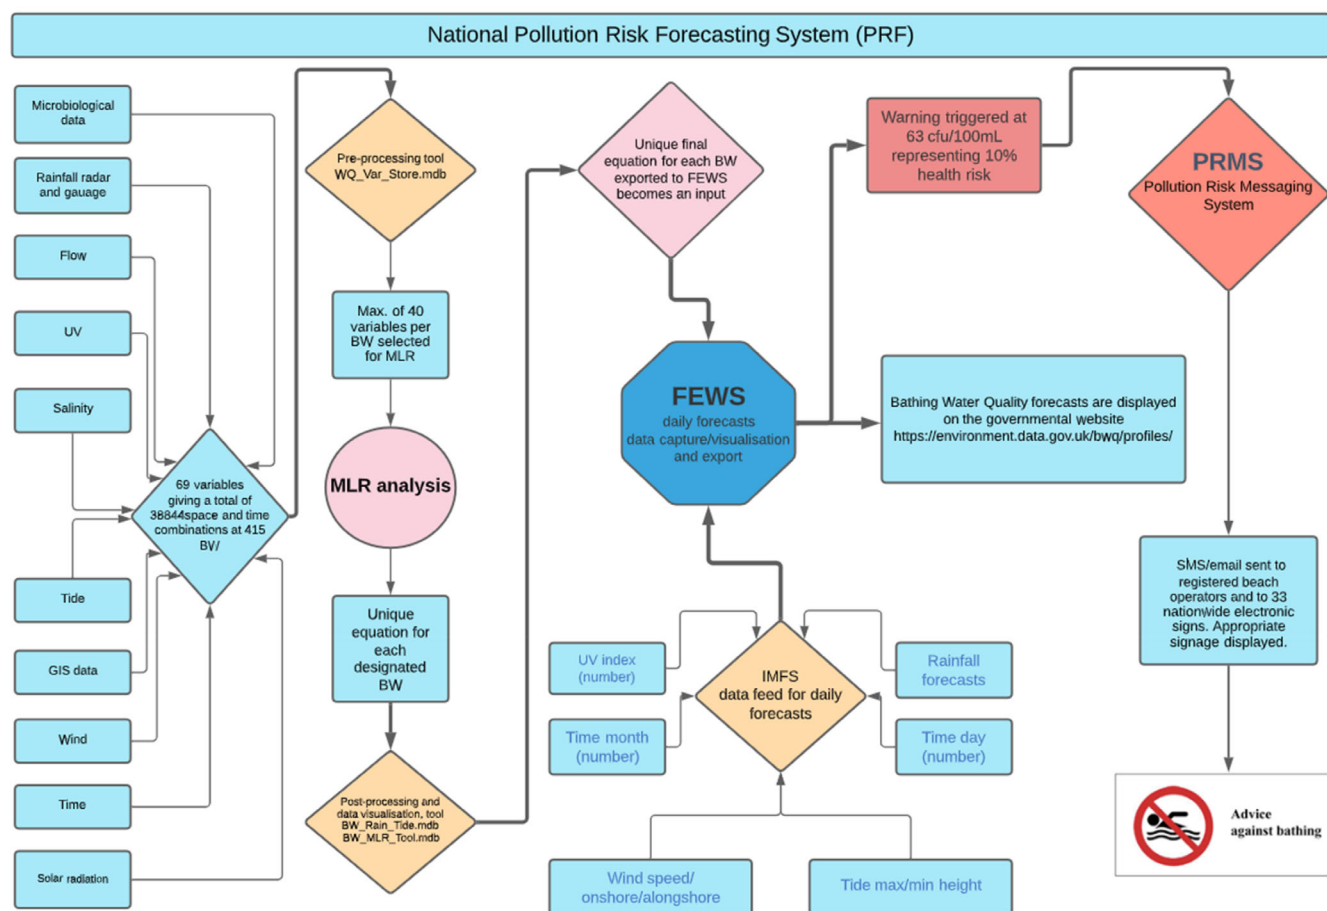 National Pollution Risk Forecasting System (PRF)
Microbiological
data
Rainfall radar
and gauage
Flow
UV
Salinity
69 variables
giving a total of
38844space and time
combinations at 415
BW
Tide
GIS data
Wind
Time
Solar radiation
Pre-processing tool
WQ_Var_Store.mdb
Max. of 40
variables per
BW selected
for MLR
MLR analysis
Unique
equation for
each
designated
BW
Post-processing and
data visualisation, tool
BW_Rain_Tide.mdb
BW_MLR_Tool.mdb
Unique final
equation for each BW
exported to FEWS
becomes an input
FEWS
daily forecasts
data capture/visualisation
and export
UV index
(number)
Time month
(number)
IMFS
data feed for daily
forecasts
Rainfall
forecasts
Time day
(number)
Wind speed/
onshore/alongshore
Tide max/min height
Warning triggered at
63 cfu/100mL
representing 10%
health risk
PRMS
Pollution Risk Messaging
System
Bathing Water Quality forecasts are displayed
on the governmental website
https://environment.data.gov.uk/bwq/profiles/
SMS/email sent to
registered beach
operators and to 33
nationwide electronic
signs. Appropriate
signage displayed.
Advice
against bathing